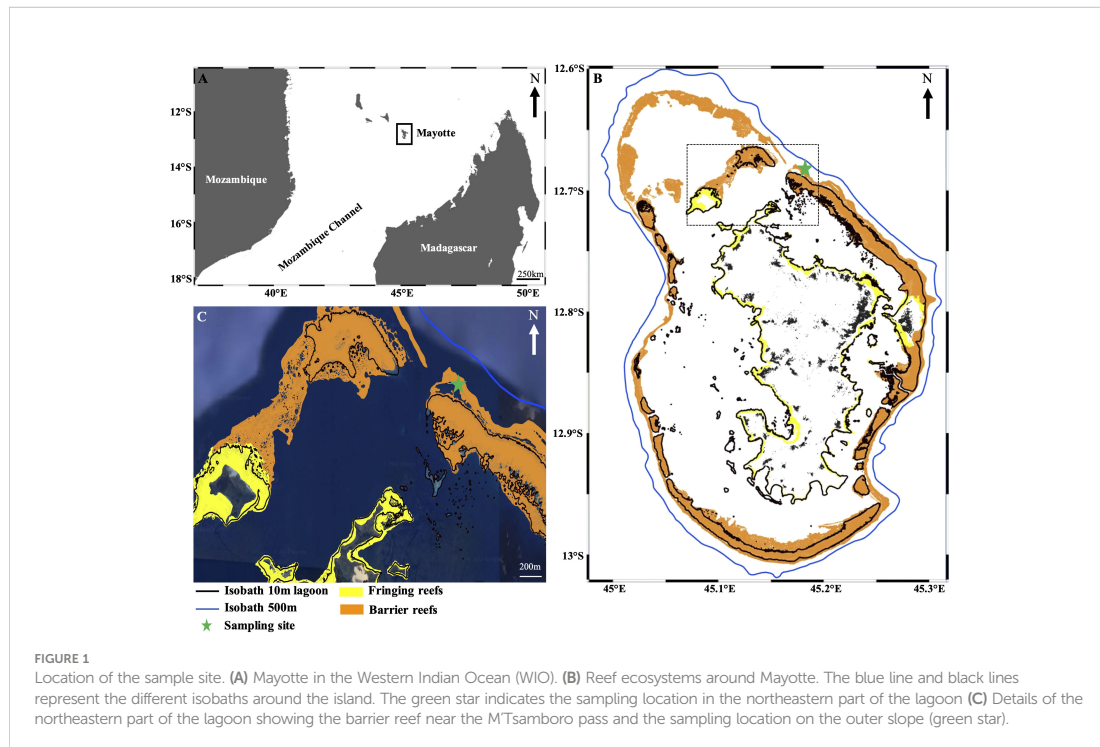 A
N
12°S
Mayotte
14°S
Mozambique
16°S
Mozambique Channel
Madagascar
18°S
250km
40°E
45°E
50°E
B
N
12.6°S
12.7°S
12.8°S
12.9°S
13°S
45°E
45.1°E
45.2°E
45.3°E
C
N
200m
Isobath 10m lagoon
Fringing reefs
Isobath 500m
Barrier reefs
Sampling site
FIGURE 1
Location of the sample site. (A) Mayotte in the Western Indian Ocean (WIO). (B) Reef ecosystems around Mayotte. The blue line and black lines
represent the different isobaths around the island. The green star indicates the sampling location in the northeastern part of the lagoon (C) Details of the
northeastern part of the lagoon showing the barrier reef near the M'Tsamboro pass and the sampling location on the outer slope (green star).